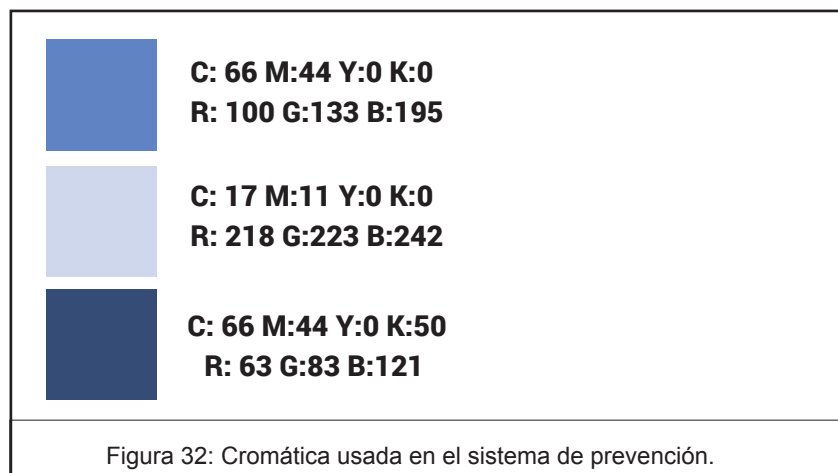 C: 66 M:44 Y:0 K:0
R: 100 G:133 B:195
C: 17 M:11 Y:0 K:0
R: 218 G:223 B:242
C: 66 M:44 Y:0 K:50
R: 63 G:83 B:121
Figura 32: Cromática usada en el sistema de prevención.